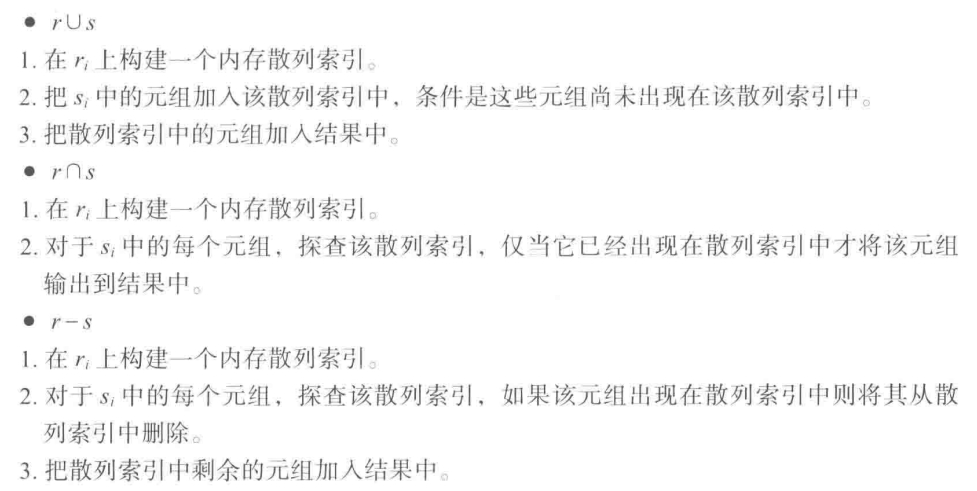 ● r∪s
1. 在 rᵢ 上构建一个内存散列索引。
2. 把 sᵢ 中的元组加入该散列索引中，条件是这些元组尚未出现在该散列索引中。
3. 把散列索引中的元组加入结果中。
● r∩s
1. 在 rᵢ 上构建一个内存散列索引。
2. 对于 sᵢ 中的每个元组，探查该散列索引，仅当它已经出现在散列索引中才将该元组
输出到结果中。
● r－s
1. 在 rᵢ 上构建一个内存散列索引。
2. 对于 sᵢ 中的每个元组，探查该散列索引，如果该元组出现在散列索引中则将其从散
列索引中删除。
3. 把散列索引中剩余的元组加入结果中。